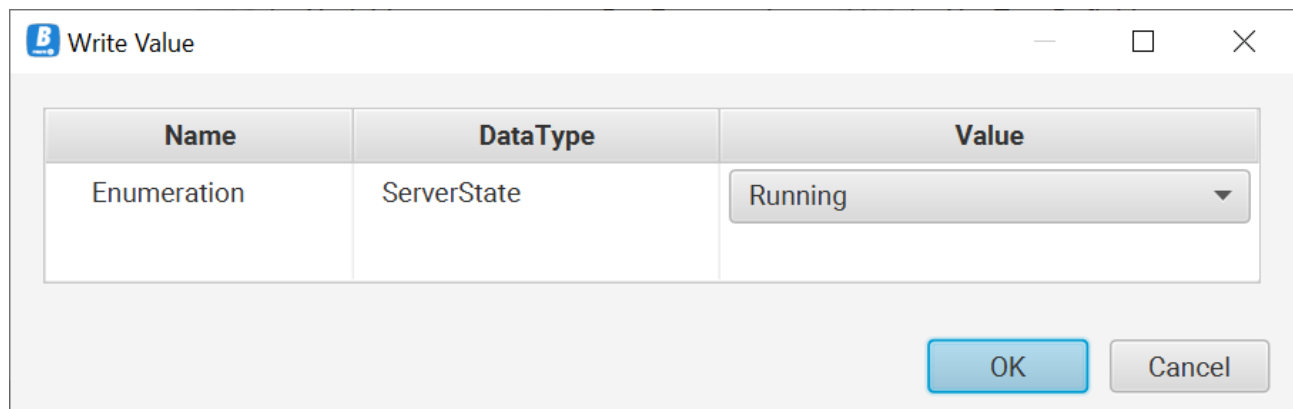 Write Value
Name DataType Value
Enumeration ServerState Running
OK Cancel